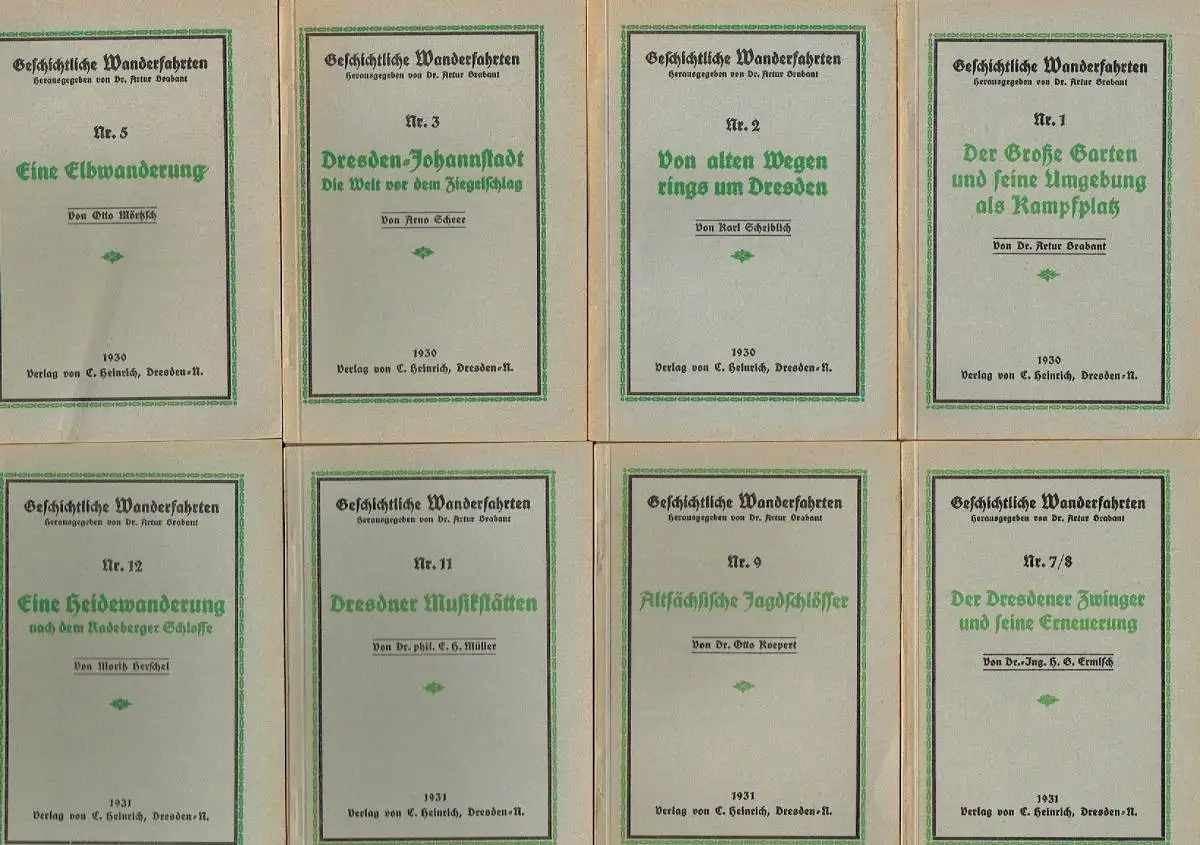 Geschichtliche Wanderfahrten
Herausgegeben von Dr. Artur Brabant
Nr. 5
Eine Elbwanderung
Von Otto Mörtzsch
1930
Verlag von C. Heinrich, Dresden-N.
Geschichtliche Wanderfahrten
Herausgegeben von Dr. Artur Brabant
Nr. 3
Dresden-Johannstadt
Die Welt vor dem Ziegelschlag
Von Arno Scheer
1930
Verlag von C. Heinrich, Dresden-N.
Geschichtliche Wanderfahrten
Herausgegeben von Dr. Artur Brabant
Nr. 2
Von alten Wegen
rings um Dresden
Von Karl Scheiblich
1930
Verlag von C. Heinrich, Dresden-N.
Geschichtliche Wanderfahrten
Herausgegeben von Dr. Artur Brabant
Nr. 1
Der Große Garten
und seine Umgebung
als Kampfplatz
Von Dr. Artur Brabant
1930
Verlag von C. Heinrich, Dresden-N.
Geschichtliche Wanderfahrten
Herausgegeben von Dr. Artur Brabant
Nr. 12
Eine Heidewanderung
nach dem Radeberger Schlosse
Von Moritz Herschel
1931
Verlag von C. Heinrich, Dresden-N.
Geschichtliche Wanderfahrten
Herausgegeben von Dr. Artur Brabant
Nr. 11
Dresdner Musikstätten
Von Dr. phil. E. H. Müller
1931
Verlag von C. Heinrich, Dresden-N.
Geschichtliche Wanderfahrten
Herausgegeben von Dr. Artur Brabant
Nr. 9
Altsächsische Jagdschlösser
Von Dr. Otto Koepert
1931
Verlag von C. Heinrich, Dresden-N.
Geschichtliche Wanderfahrten
Herausgegeben von Dr. Artur Brabant
Nr. 7/8
Der Dresdener Zwinger
und seine Erneuerung
Von Dr.-Ing. H. G. Ermisch
1931
Verlag von C. Heinrich, Dresden-N.